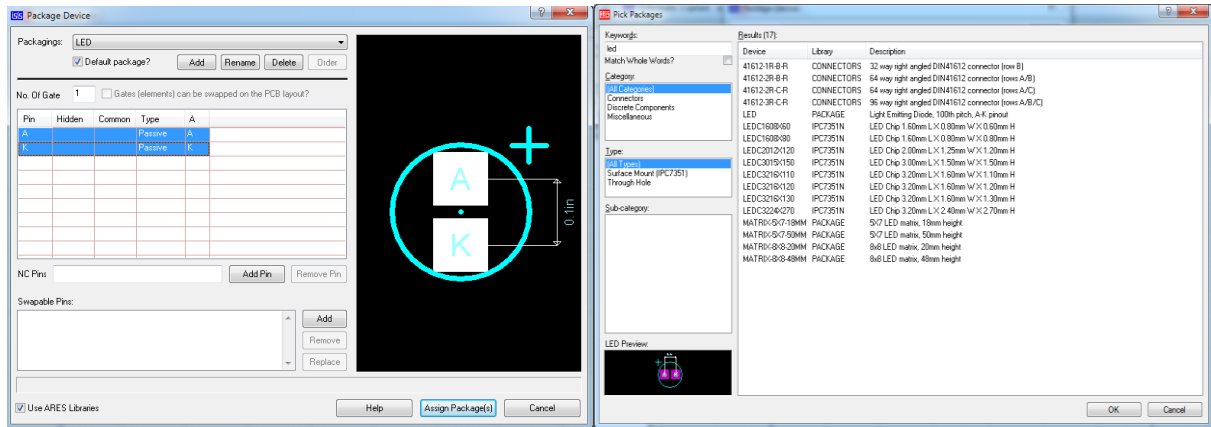 ISIS Package Device
Packagings: LED
Default package? Add Rename Delete Order
No. Of Gate 1 Gates (elements) can be swapped on the PCB layout?
Pin Hidden Common Type A
A Passive A
K Passive K
NC Pins Add Pin Remove Pin
Swapable Pins:
Add
Remove
Replace
Use ARES Libraries
Help Assign Package(s) Cancel
A
K
0.1in
Pick Packages
Keywords:
led
Match Whole Words?
Category:
(All Categories)
Connectors
Discrete Components
Miscellaneous
Type:
(All Types)
Surface Mount (IPC7351)
Through Hole
Sub-category:
LED Preview:
Results (17):
Device Library Description
41612-1R-B-R CONNECTORS 32 way right angled DIN41612 connector (row B)
41612-2R-B-R CONNECTORS 64 way right angled DIN41612 connector (rows A/B)
41612-2R-C-R CONNECTORS 64 way right angled DIN41612 connector (rows A/C)
41612-3R-C-R CONNECTORS 96 way right angled DIN41612 connector (rows A/B/C)
LED PACKAGE Light Emitting Diode, 100th pitch, A-K pinout
LEDC1608X60 IPC7351N LED Chip 1.60mm L X 0.80mm W X 0.60mm H
LEDC1608X80 IPC7351N LED Chip 1.60mm L X 0.80mm W X 0.80mm H
LEDC2012X120 IPC7351N LED Chip 2.00mm L X 1.25mm W X 1.20mm H
LEDC3015X150 IPC7351N LED Chip 3.00mm L X 1.50mm W X 1.50mm H
LEDC3216X110 IPC7351N LED Chip 3.20mm L X 1.60mm W X 1.10mm H
LEDC3216X120 IPC7351N LED Chip 3.20mm L X 1.60mm W X 1.20mm H
LEDC3216X130 IPC7351N LED Chip 3.20mm L X 1.60mm W X 1.30mm H
LEDC3224X270 IPC7351N LED Chip 3.20mm L X 2.40mm W X 2.70mm H
MATRIX-5X7-18MM PACKAGE 5X7 LED matrix, 18mm height
MATRIX-5X7-50MM PACKAGE 5X7 LED matrix, 50mm height
MATRIX-8X8-20MM PACKAGE 8x8 LED matrix, 20mm height
MATRIX-8X8-48MM PACKAGE 8x8 LED matrix, 48mm height
OK Cancel